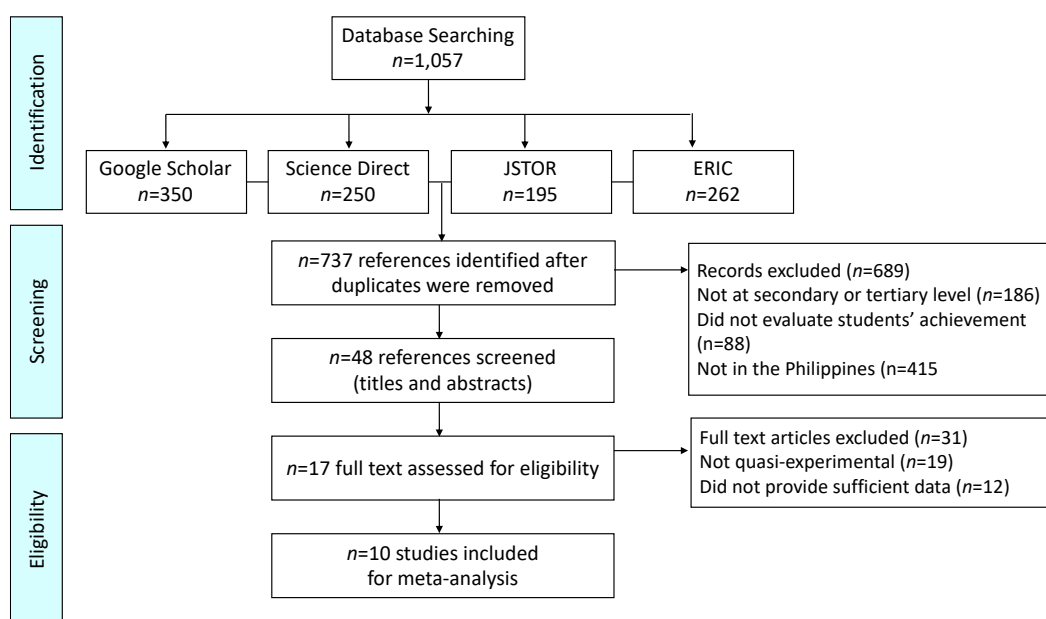 Identification
Database Searching
n=1,057
Google Scholar
n=350
Science Direct
n=250
JSTOR
n=195
ERIC
n=262
Screening
n=737 references identified after
duplicates were removed
Records excluded (n=689)
Not at secondary or tertiary level (n=186)
Did not evaluate students’ achievement
(n=88)
Not in the Philippines (n=415
n=48 references screened
(titles and abstracts)
Eligibility
n=17 full text assessed for eligibility
Full text articles excluded (n=31)
Not quasi-experimental (n=19)
Did not provide sufficient data (n=12)
n=10 studies included
for meta-analysis